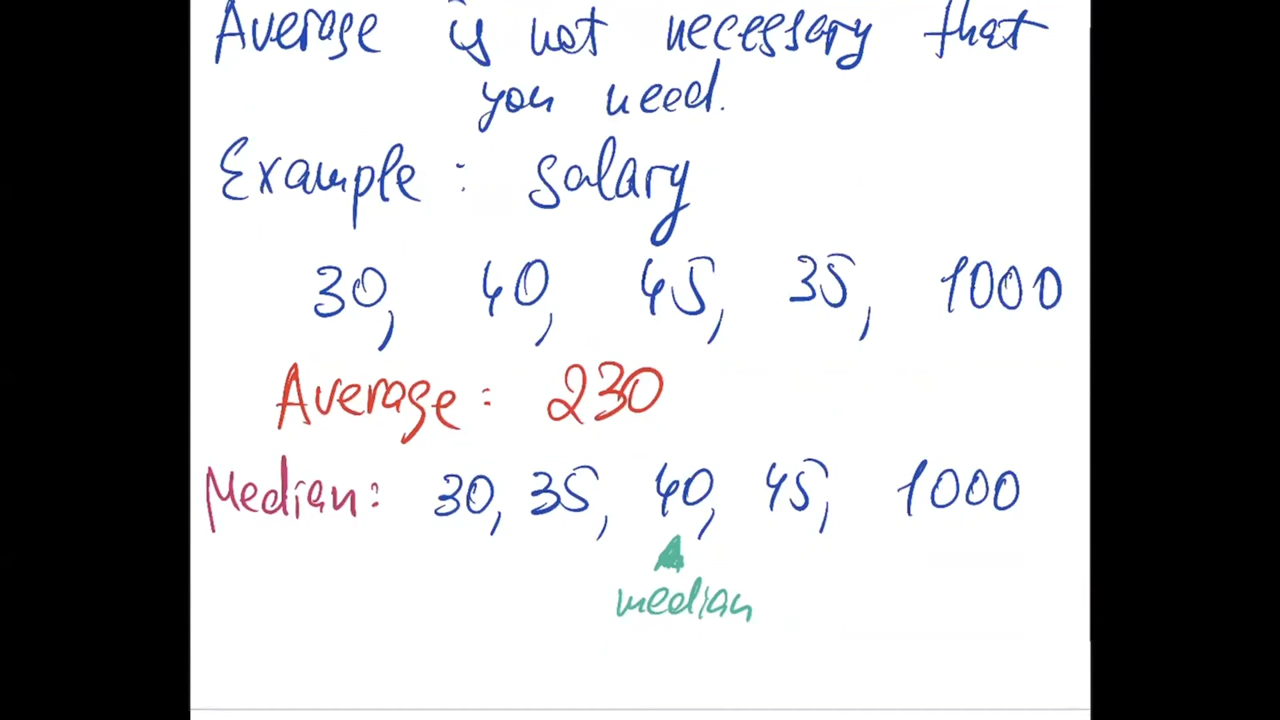 Average is not necessary that
you need.
Example: salary
30, 40, 45, 35, 1000
Average: 230
Median: 30, 35, 40, 45, 1000
median